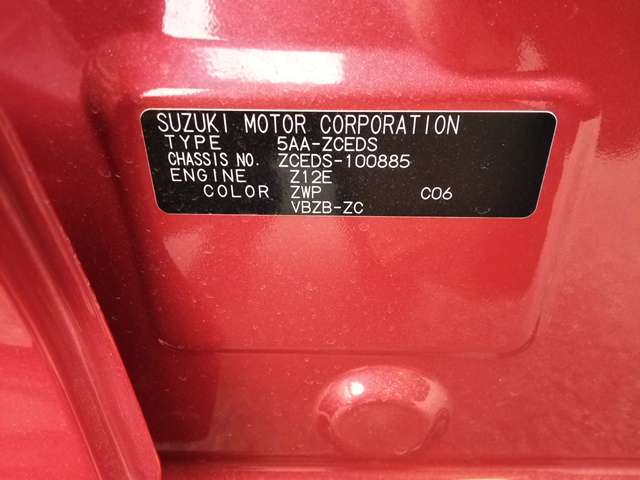 SUZUKI MOTOR CORPORATION
TYPE 5AA-ZCEDS
CHASSIS NO. ZCEDS-100885
ENGINE Z12E
COLOR ZWP C06
VBZB-ZC